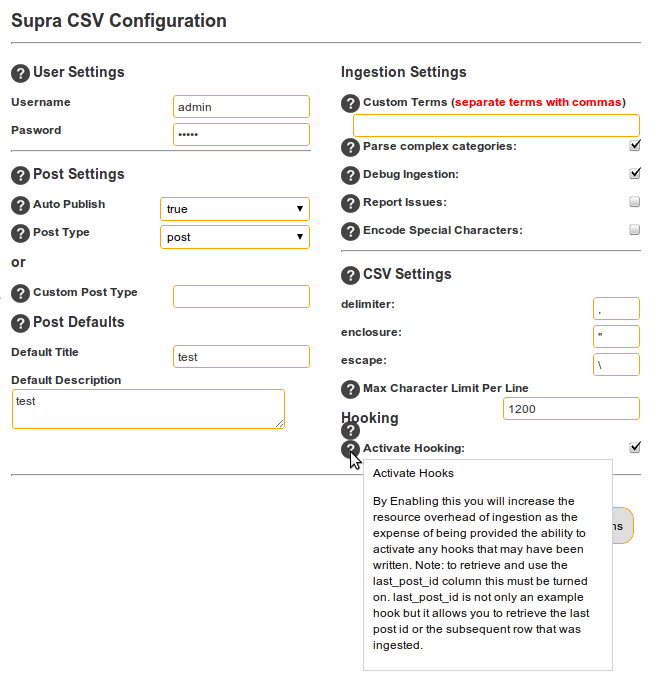 Supra CSV Configuration
? User Settings
Username
admin
Pasword
•••••
? Post Settings
? Auto Publish
true
? Post Type
post
or
? Custom Post Type
? Post Defaults
Default Title
test
Default Description
test
Ingestion Settings
? Custom Terms (separate terms with commas)
? Parse complex categories:
? Debug Ingestion:
? Report Issues:
? Encode Special Characters:
? CSV Settings
delimiter:
,
enclosure:
"
escape:
\
? Max Character Limit Per Line
1200
Hooking
?
? Activate Hooking:
Activate Hooks
By Enabling this you will increase the
resource overhead of ingestion as the
expense of being provided the ability to
activate any hooks that may have been
written. Note: to retrieve and use the
last_post_id column this must be turned
on. last_post_id is not only an example
hook but it allows you to retrieve the last
post id or the subsequent row that was
ingested.
ns